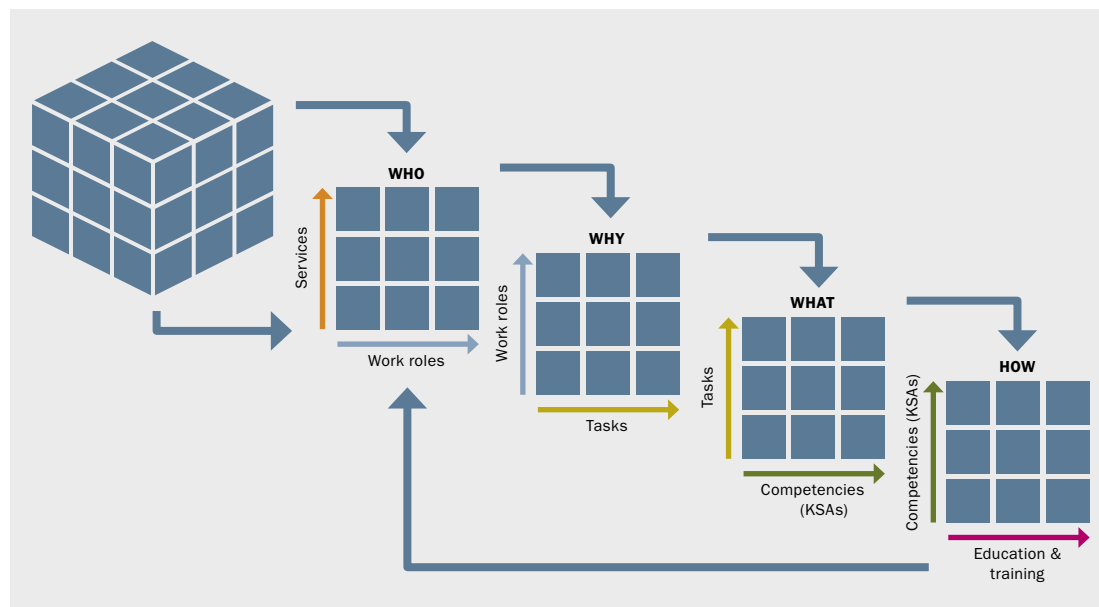 WHO
Services
Work roles
WHY
Work roles
Tasks
WHAT
Tasks
Competencies
(KSAs)
HOW
Competencies (KSAs)
Education &
training